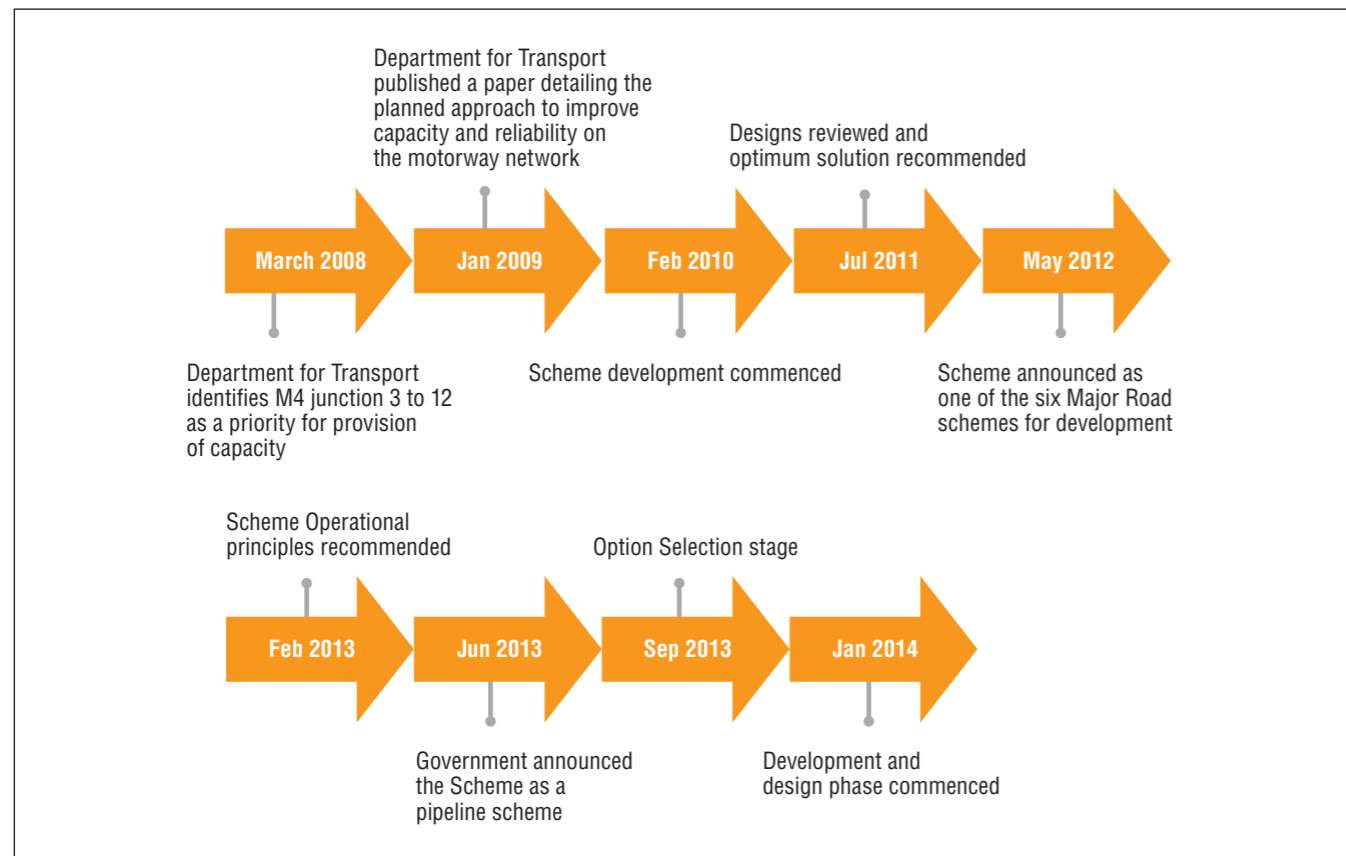 Department for Transport
published a paper detailing the
planned approach to improve
capacity and reliability on
the motorway network
Designs reviewed and
optimum solution recommended
March 2008
Jan 2009
Feb 2010
Jul 2011
May 2012
Department for Transport
identifies M4 junction 3 to 12
as a priority for provision
of capacity
Scheme development commenced
Scheme announced as
one of the six Major Road
schemes for development
Scheme Operational
principles recommended
Option Selection stage
Feb 2013
Jun 2013
Sep 2013
Jan 2014
Government announced
the Scheme as a
pipeline scheme
Development and
design phase commenced